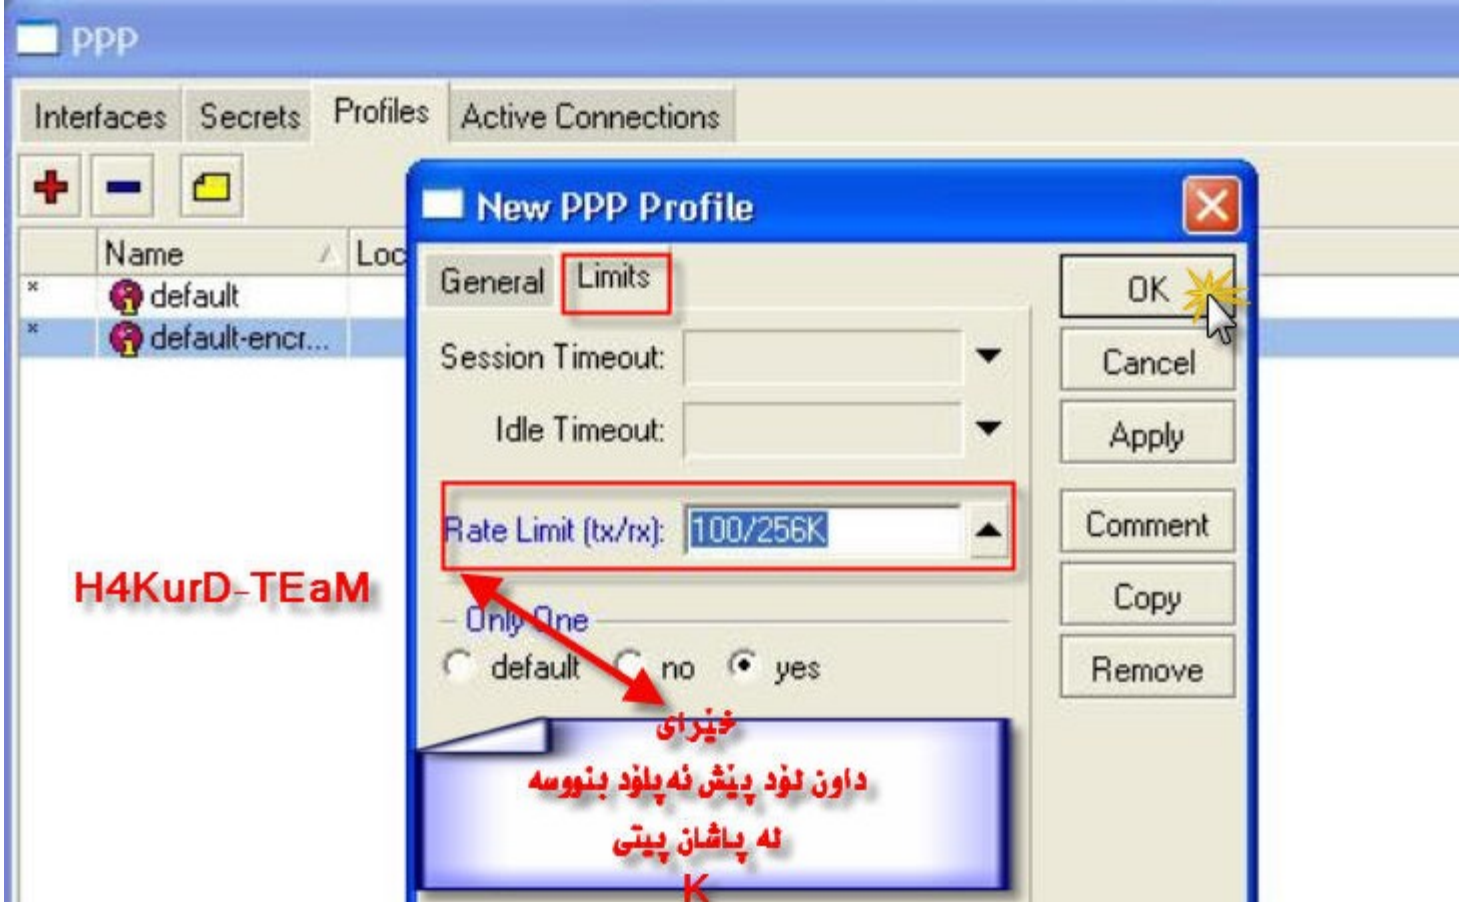 PPP
Interfaces Secrets Profiles Active Connections
New PPP Profile
Name Loc
* default
* default-encr...
General Limits
OK
Session Timeout:
Cancel
Idle Timeout:
Apply
Rate Limit (tx/rx): 100/256K
Comment
H4KurD-TEaM
Copy
Only One
default no yes
Remove
خێرای
داون لۆد پێش ئەپلۆد بنووسە
لە پاشان پیتی
K